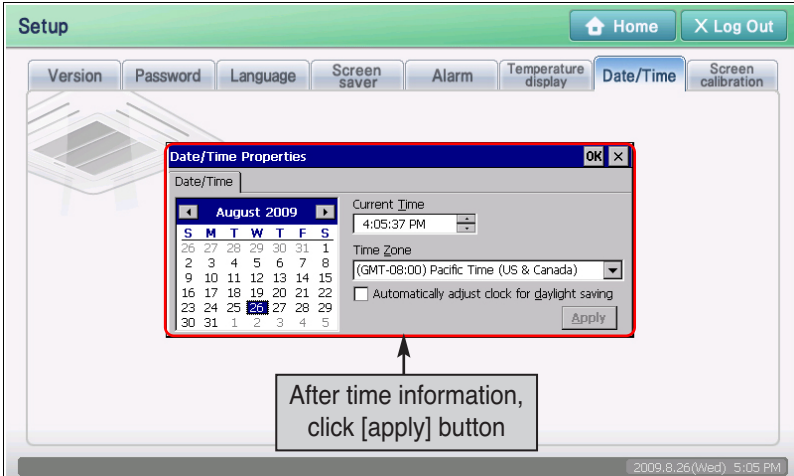 Setup
Home
X Log Out
Version
Password
Language
Screen
saver
Alarm
Temperature
display
Date/Time
Screen
calibration
Date/Time Properties
OK ×
Date/Time
August 2009
S M T W T F S
26 27 28 29 30 31 1
2 3 4 5 6 7 8
9 10 11 12 13 14 15
16 17 18 19 20 21 22
23 24 25 26 27 28 29
30 31 1 2 3 4 5
Current Time
4:05:37 PM
Time Zone
(GMT-08:00) Pacific Time (US & Canada)
Automatically adjust clock for daylight saving
Apply
After time information,
click [apply] button
2009.8.26(Wed) 5:05 PM